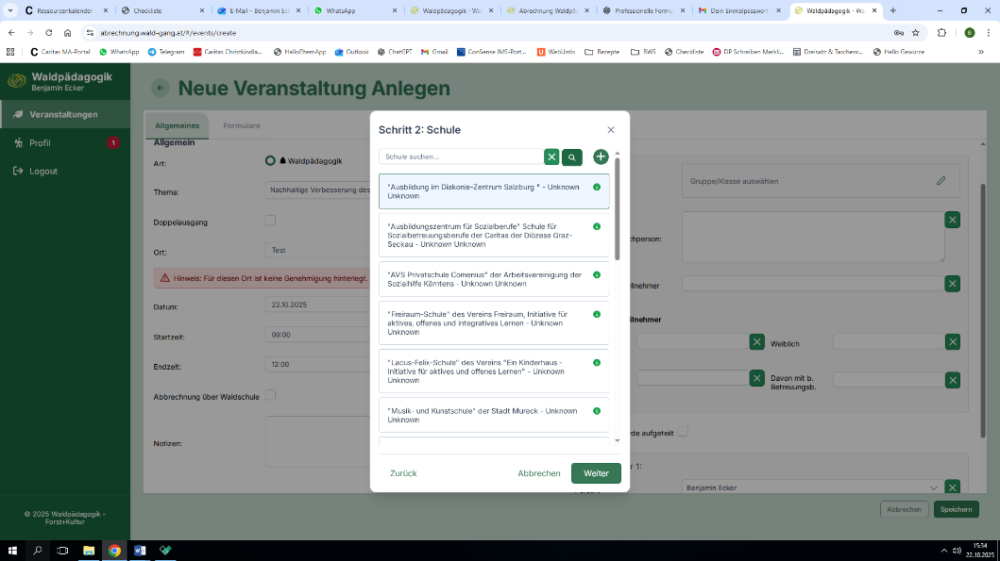 Ressourcenkalender
Checkliste
E-Mail – Benjamin Eck
WhatsApp
Waldpädagogik - W
Abrechnung Waldpä
Professionelle Formu
Dein Einmalpasswort
Waldpädagogik - Wa
abrechnung.wald-gang.at/#/events/create
B
Caritas MA-Portal
WhatsApp
Telegram
Caritas Christkindla...
HalloElternApp
Outlook
ChatGPT
Gmail
ConSense IMS-Port...
WebUntis
Rezepte
BWS
Checkliste
DP Schreiben Merkli...
Dreisatz & Taschenr...
Hello Gewürze
Waldpädagogik
Benjamin Ecker
Veranstaltungen
Profil
1
Logout
© 2025 Waldpädagogik -
Forst+Kultur
Neue Veranstaltung Anlegen
Allgemeines
Formulare
Allgemein
Art:
Waldpädagogik
Thema:
Nachhaltige Verbesserung des
Doppelausgang
Ort:
Test
Hinweis: Für diesen Ort ist keine Genehmigung hinterlegt.
Datum:
22.10.2025
Startzeit:
09:00
Endzeit:
12:00
Abbrechnung über Waldschule
Notizen:
Schritt 2: Schule
Schule suchen...
"Ausbildung im Diakonie-Zentrum Salzburg " - Unknown
Unknown
"Ausbildungszentrum für Sozialberufe" Schule für
Sozialbetreuungsberufe der Caritas der Diözese Graz-
Seckau - Unknown Unknown
"AVS Privatschule Comenius" der Arbeitsvereinigung der
Sozialhilfe Kärntens - Unknown Unknown
"Freiraum-Schule" des Vereins Freiraum, Initiative für
aktives, offenes und integratives Lernen - Unknown
Unknown
"Lacus-Felix-Schule" des Vereins "Ein Kinderhaus -
Initiative für aktives und offenes Lernen" - Unknown
Unknown
"Musik- und Kunstschule" der Stadt Mureck - Unknown
Unknown
Zurück
Abbrechen
Weiter
Gruppe/Klasse auswählen
chperson:
eilnehmer
ilnehmer
Weiblich
Davon mit b.
Betreuungsb.
de aufgeteilt
r 1:
Benjamin Ecker
Abbrechen
Speichern
15:34
22.10.2025